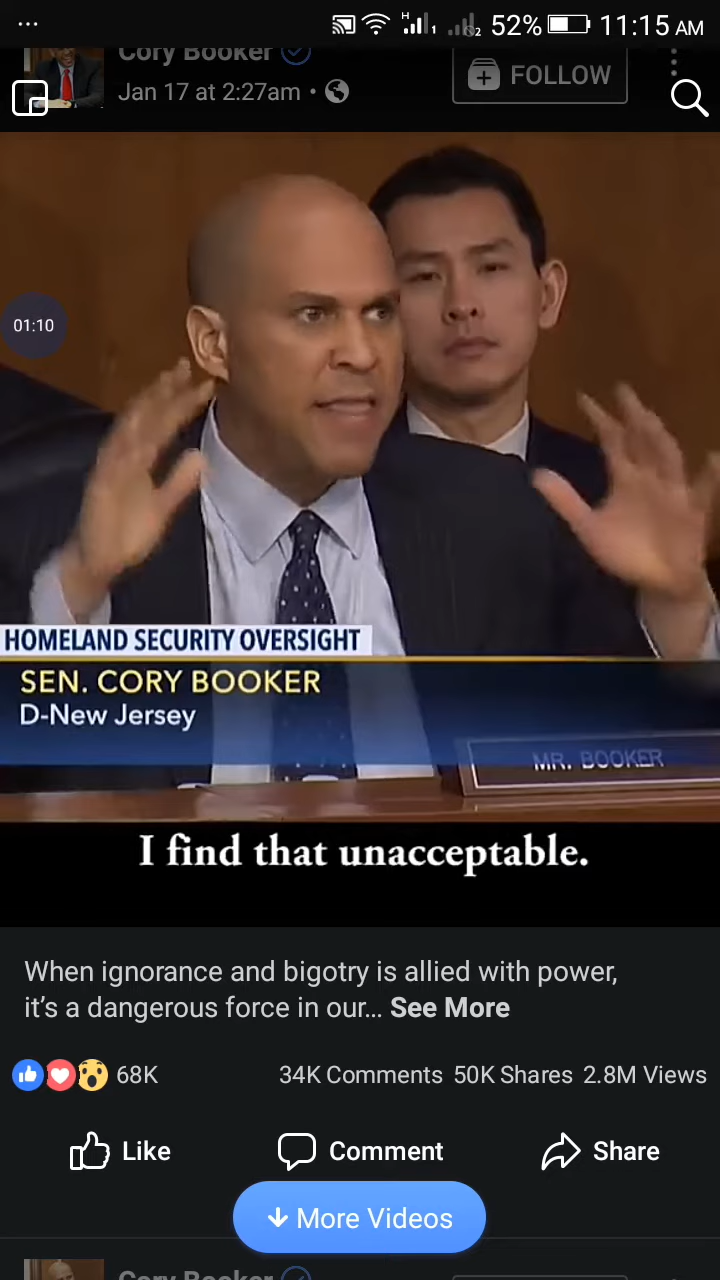 52% 11:15 AM
Cory Booker
Jan 17 at 2:27am •
FOLLOW
01:10
HOMELAND SECURITY OVERSIGHT
SEN. CORY BOOKER
D-New Jersey
MR. BOOKER
I find that unacceptable.
When ignorance and bigotry is allied with power,
it's a dangerous force in our... See More
68K 34K Comments 50K Shares 2.8M Views
Like Comment Share
↓ More Videos
Cory Booker